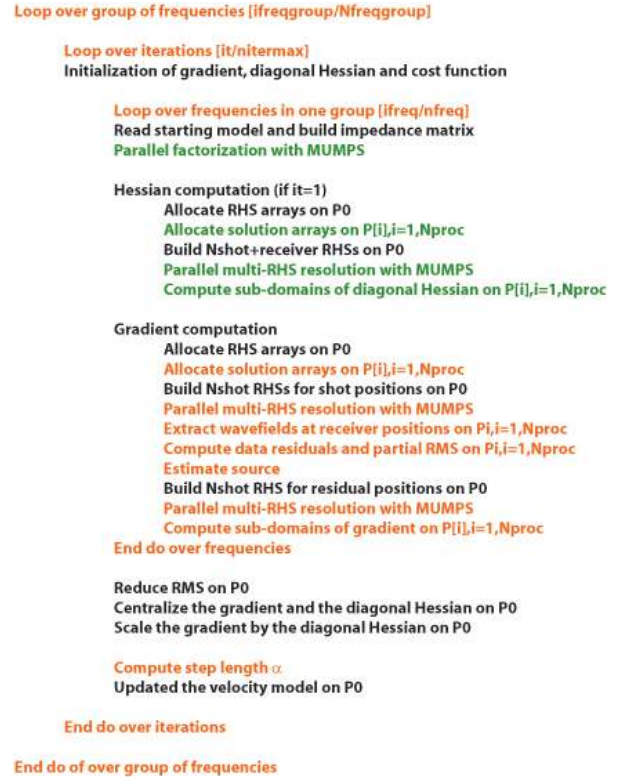 Loop over group of frequencies [ifreqgroup/Nfreqgroup]
Loop over iterations [it/nitermax]
Initialization of gradient, diagonal Hessian and cost function
Loop over frequencies in one group [ifreq/nfreq]
Read starting model and build impedance matrix
Parallel factorization with MUMPS
Hessian computation (if it=1)
Allocate RHS arrays on P0
Allocate solution arrays on P[i],i=1,Nproc
Build Nshot+receiver RHSs on P0
Parallel multi-RHS resolution with MUMPS
Compute sub-domains of diagonal Hessian on P[i],i=1,Nproc
Gradient computation
Allocate RHS arrays on P0
Allocate solution arrays on P[i],i=1,Nproc
Build Nshot RHSs for shot positions on P0
Parallel multi-RHS resolution with MUMPS
Extract wavefields at receiver positions on Pi,i=1,Nproc
Compute data residuals and partial RMS on Pi,i=1,Nproc
Estimate source
Build Nshot RHS for residual positions on P0
Parallel multi-RHS resolution with MUMPS
Compute sub-domains of gradient on P[i],i=1,Nproc
End do over frequencies
Reduce RMS on P0
Centralize the gradient and the diagonal Hessian on P0
Scale the gradient by the diagonal Hessian on P0
Compute step length α
Updated the velocity model on P0
End do over iterations
End do of over group of frequencies